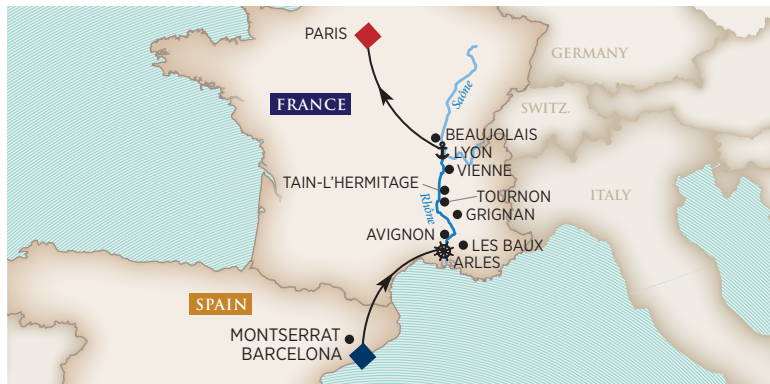 PARIS
GERMANY
Saône
FRANCE
SWITZ.
BEAUJOLAIS
LYON
VIENNE
TAIN-L'HERMITAGE
ITALY
TOURNON
Rhône
GRIGNAN
AVIGNON
LES BAUX
ARLES
SPAIN
MONTSERRAT
BARCELONA